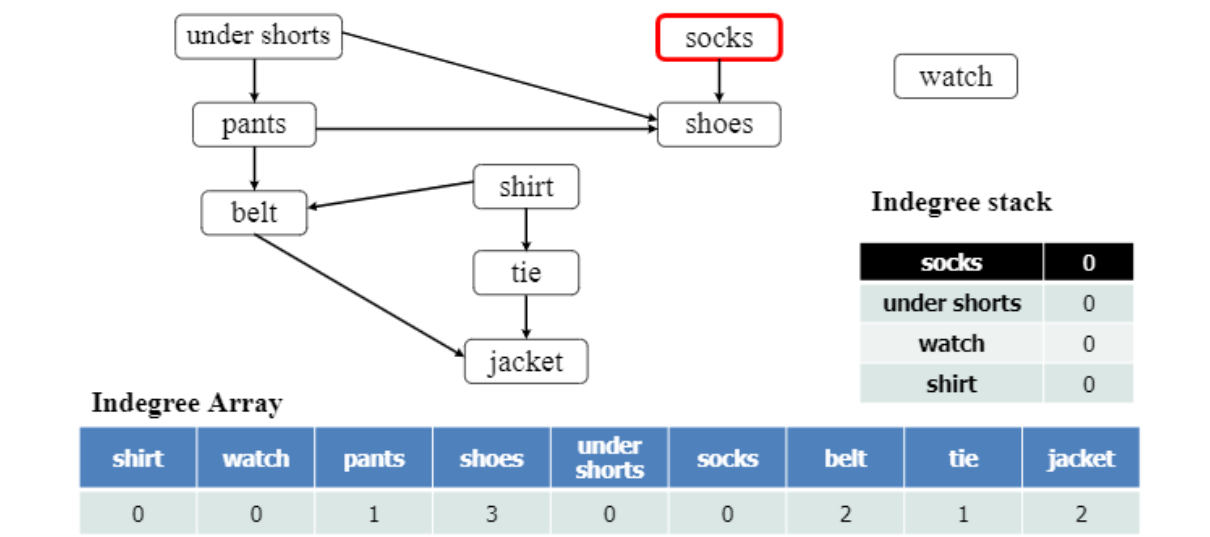 under shorts
socks
watch
pants
shoes
shirt
belt
Indegree stack
socks 0
tie
under shorts 0
watch 0
jacket
shirt 0
Indegree Array
shirt watch pants shoes under shorts socks belt tie jacket
0 0 1 3 0 0 2 1 2